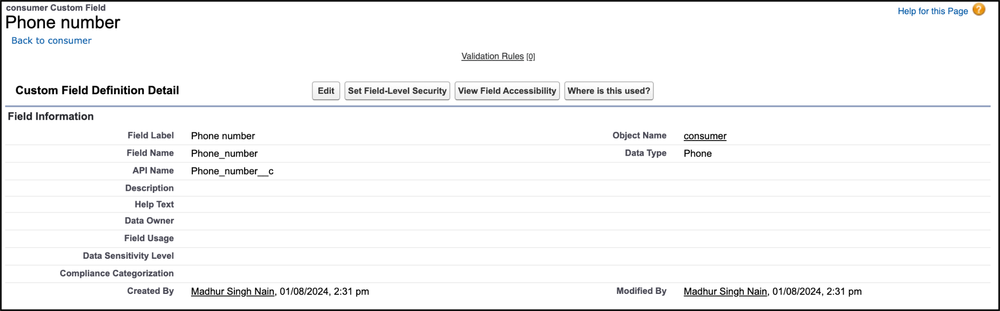 consumer Custom Field
Phone number
Help for this Page ?
Back to consumer
Validation Rules [0]
Custom Field Definition Detail Edit Set Field-Level Security View Field Accessibility Where is this used?
Field Information
Field Label Phone number Object Name consumer
Field Name Phone_number Data Type Phone
API Name Phone_number__c
Description
Help Text
Data Owner
Field Usage
Data Sensitivity Level
Compliance Categorization
Created By Madhur Singh Nain, 01/08/2024, 2:31 pm Modified By Madhur Singh Nain, 01/08/2024, 2:31 pm